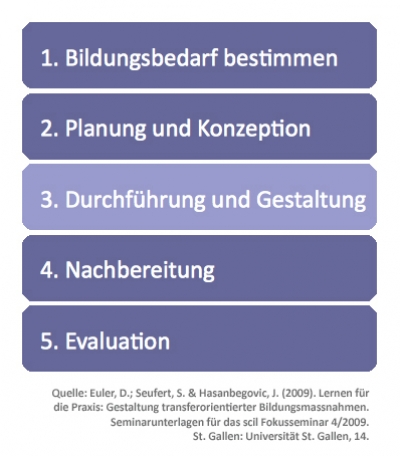 1. Bildungsbedarf bestimmen
2. Planung und Konzeption
3. Durchführung und Gestaltung
4. Nachbereitung
5. Evaluation
Quelle: Euler, D.; Seufert, S. & Hasanbegovic, J. (2009). Lernen für
die Praxis: Gestaltung transferorientierter Bildungsmassnahmen.
Seminarunterlagen für das scil Fokusseminar 4/2009.
St. Gallen: Universität St. Gallen, 14.